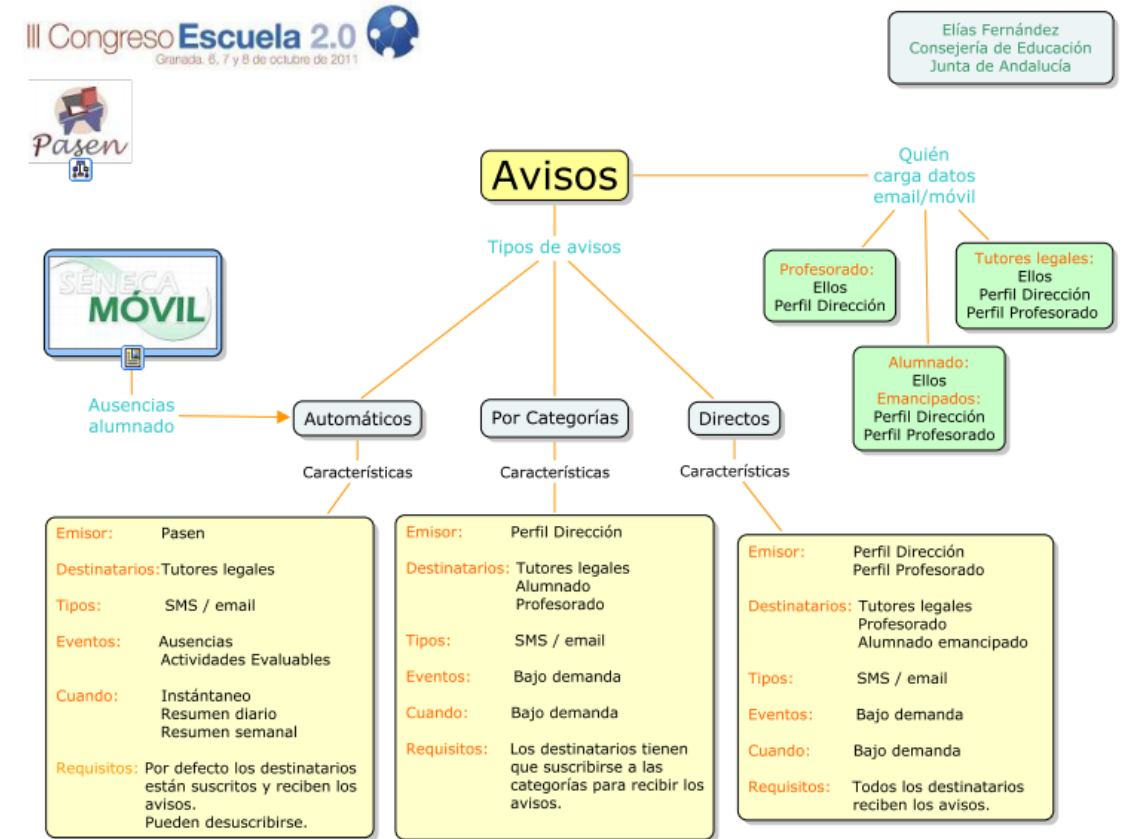 III Congreso Escuela 2.0
Granada. 6, 7 y 8 de octubre de 2011
Elías Fernández
Consejería de Educación
Junta de Andalucía
Pasen
Avisos
Quién
carga datos
email/móvil
Tipos de avisos
Profesorado:
Ellos
Perfil Dirección
Tutores legales:
Ellos
Perfil Dirección
Perfil Profesorado
Alumnado:
Ellos
Emancipados:
Perfil Dirección
Perfil Profesorado
SÉNECA
MÓVIL
Ausencias
alumnado
Automáticos
Por Categorías
Directos
Características
Características
Características
Emisor: Pasen
Destinatarios: Tutores legales
Tipos: SMS / email
Eventos: Ausencias
Actividades Evaluables
Cuando: Instántaneo
Resumen diario
Resumen semanal
Requisitos: Por defecto los destinatarios
están suscritos y reciben los
avisos.
Pueden desuscribirse.
Emisor: Perfil Dirección
Destinatarios: Tutores legales
Alumnado
Profesorado
Tipos: SMS / email
Eventos: Bajo demanda
Cuando: Bajo demanda
Requisitos: Los destinatarios tienen
que suscribirse a las
categorías para recibir los
avisos.
Emisor: Perfil Dirección
Perfil Profesorado
Destinatarios: Tutores legales
Profesorado
Alumnado emancipado
Tipos: SMS / email
Eventos: Bajo demanda
Cuando: Bajo demanda
Requisitos: Todos los destinatarios
reciben los avisos.